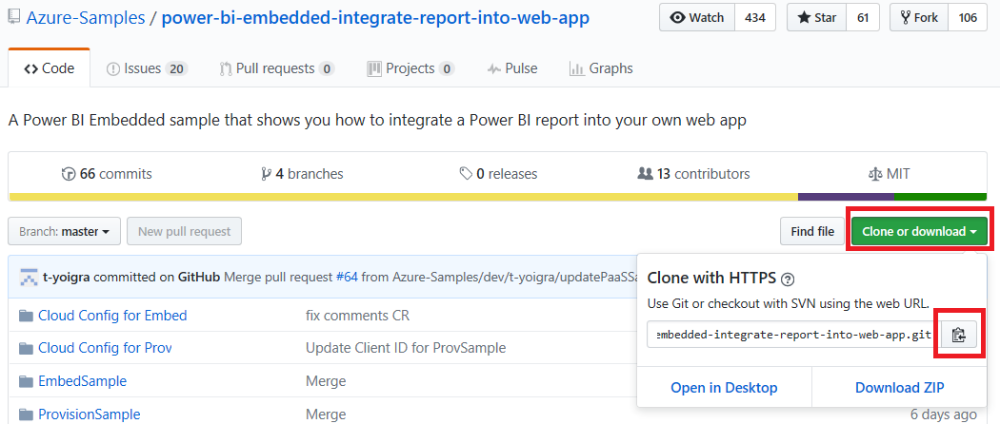 Azure-Samples / power-bi-embedded-integrate-report-into-web-app Watch 434 Star 61 Fork 106
Code Issues 20 Pull requests 0 Projects 0 Pulse Graphs
A Power BI Embedded sample that shows you how to integrate a Power BI report into your own web app
66 commits 4 branches 0 releases 13 contributors MIT
Branch: master New pull request Find file Clone or download
t-yoigra committed on GitHub Merge pull request #64 from Azure-Samples/dev/t-yoigra/updatePaaSSa
Clone with HTTPS ?
Use Git or checkout with SVN using the web URL.
Cloud Config for Embed fix comments CR
embedded-integrate-report-into-web-app.git
Cloud Config for Prov Update Client ID for ProvSample
EmbedSample Merge
Open in Desktop Download ZIP
ProvisionSample Merge 6 days ago